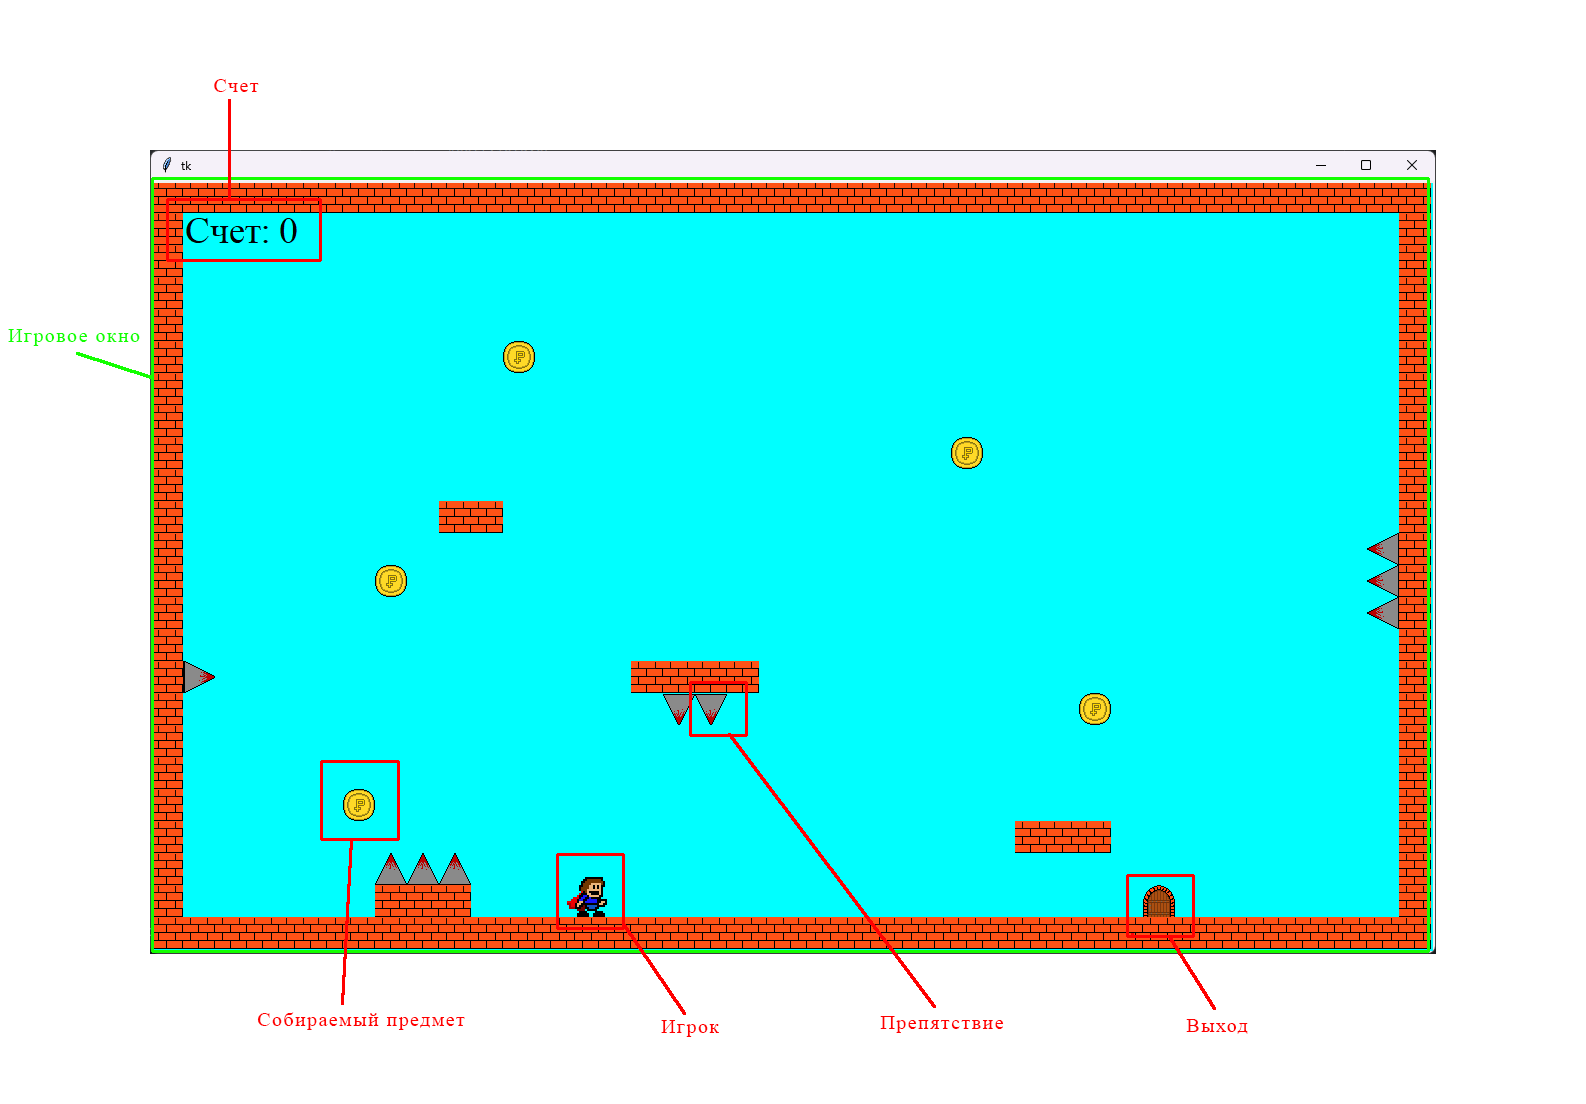 Счет
tk
Счет: 0
Игровое окно
Собираемый предмет
Игрок
Препятствие
Выход